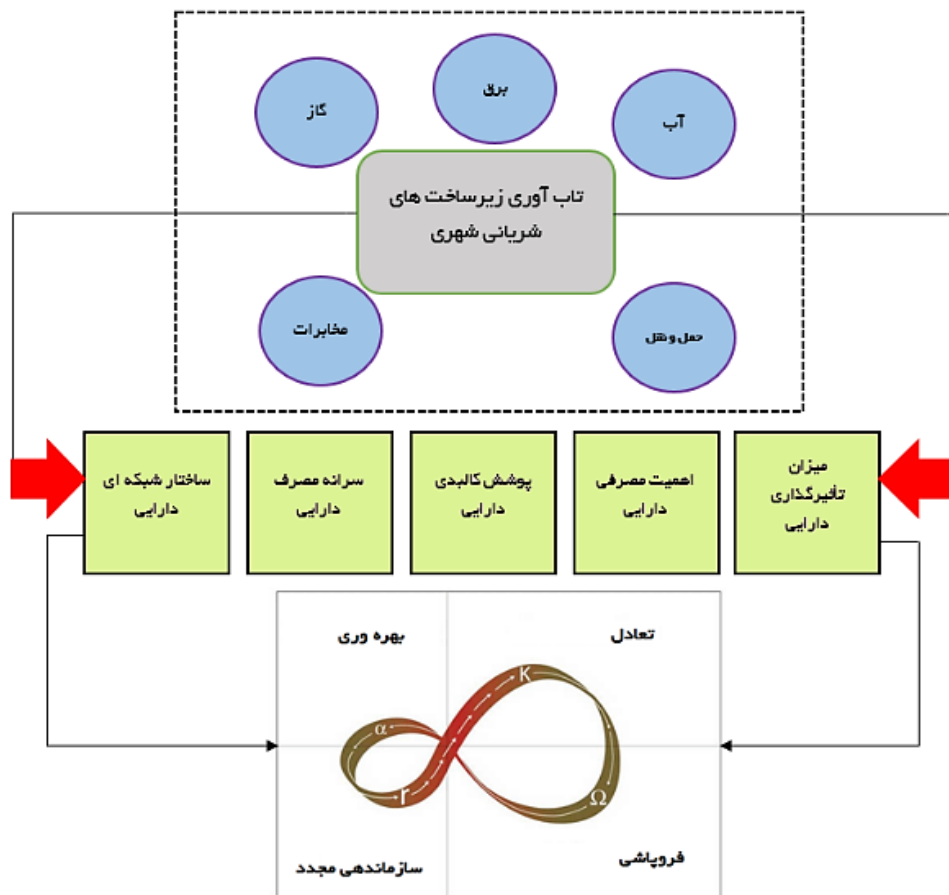 آب
برق
گاز
تاب آوری زیرساخت های
شریانی شهری
حمل و نقل
مخابرات
میزان
تأثیرگذاری
دارایی
اهمیت مصرفی
دارایی
پوشش کالبدی
دارایی
سرانه مصرف
دارایی
ساختار شبکه ای
دارایی
تعادل
بهره وری
K
α
r
Ω
فروپاشی
سازماندهی مجدد